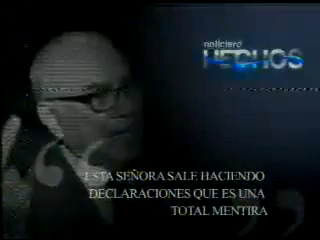 noticiero
HECHOS
ESTA SEÑORA SALE HACIENDO
DECLARACIONES QUE ES UNA
TOTAL MENTIRA